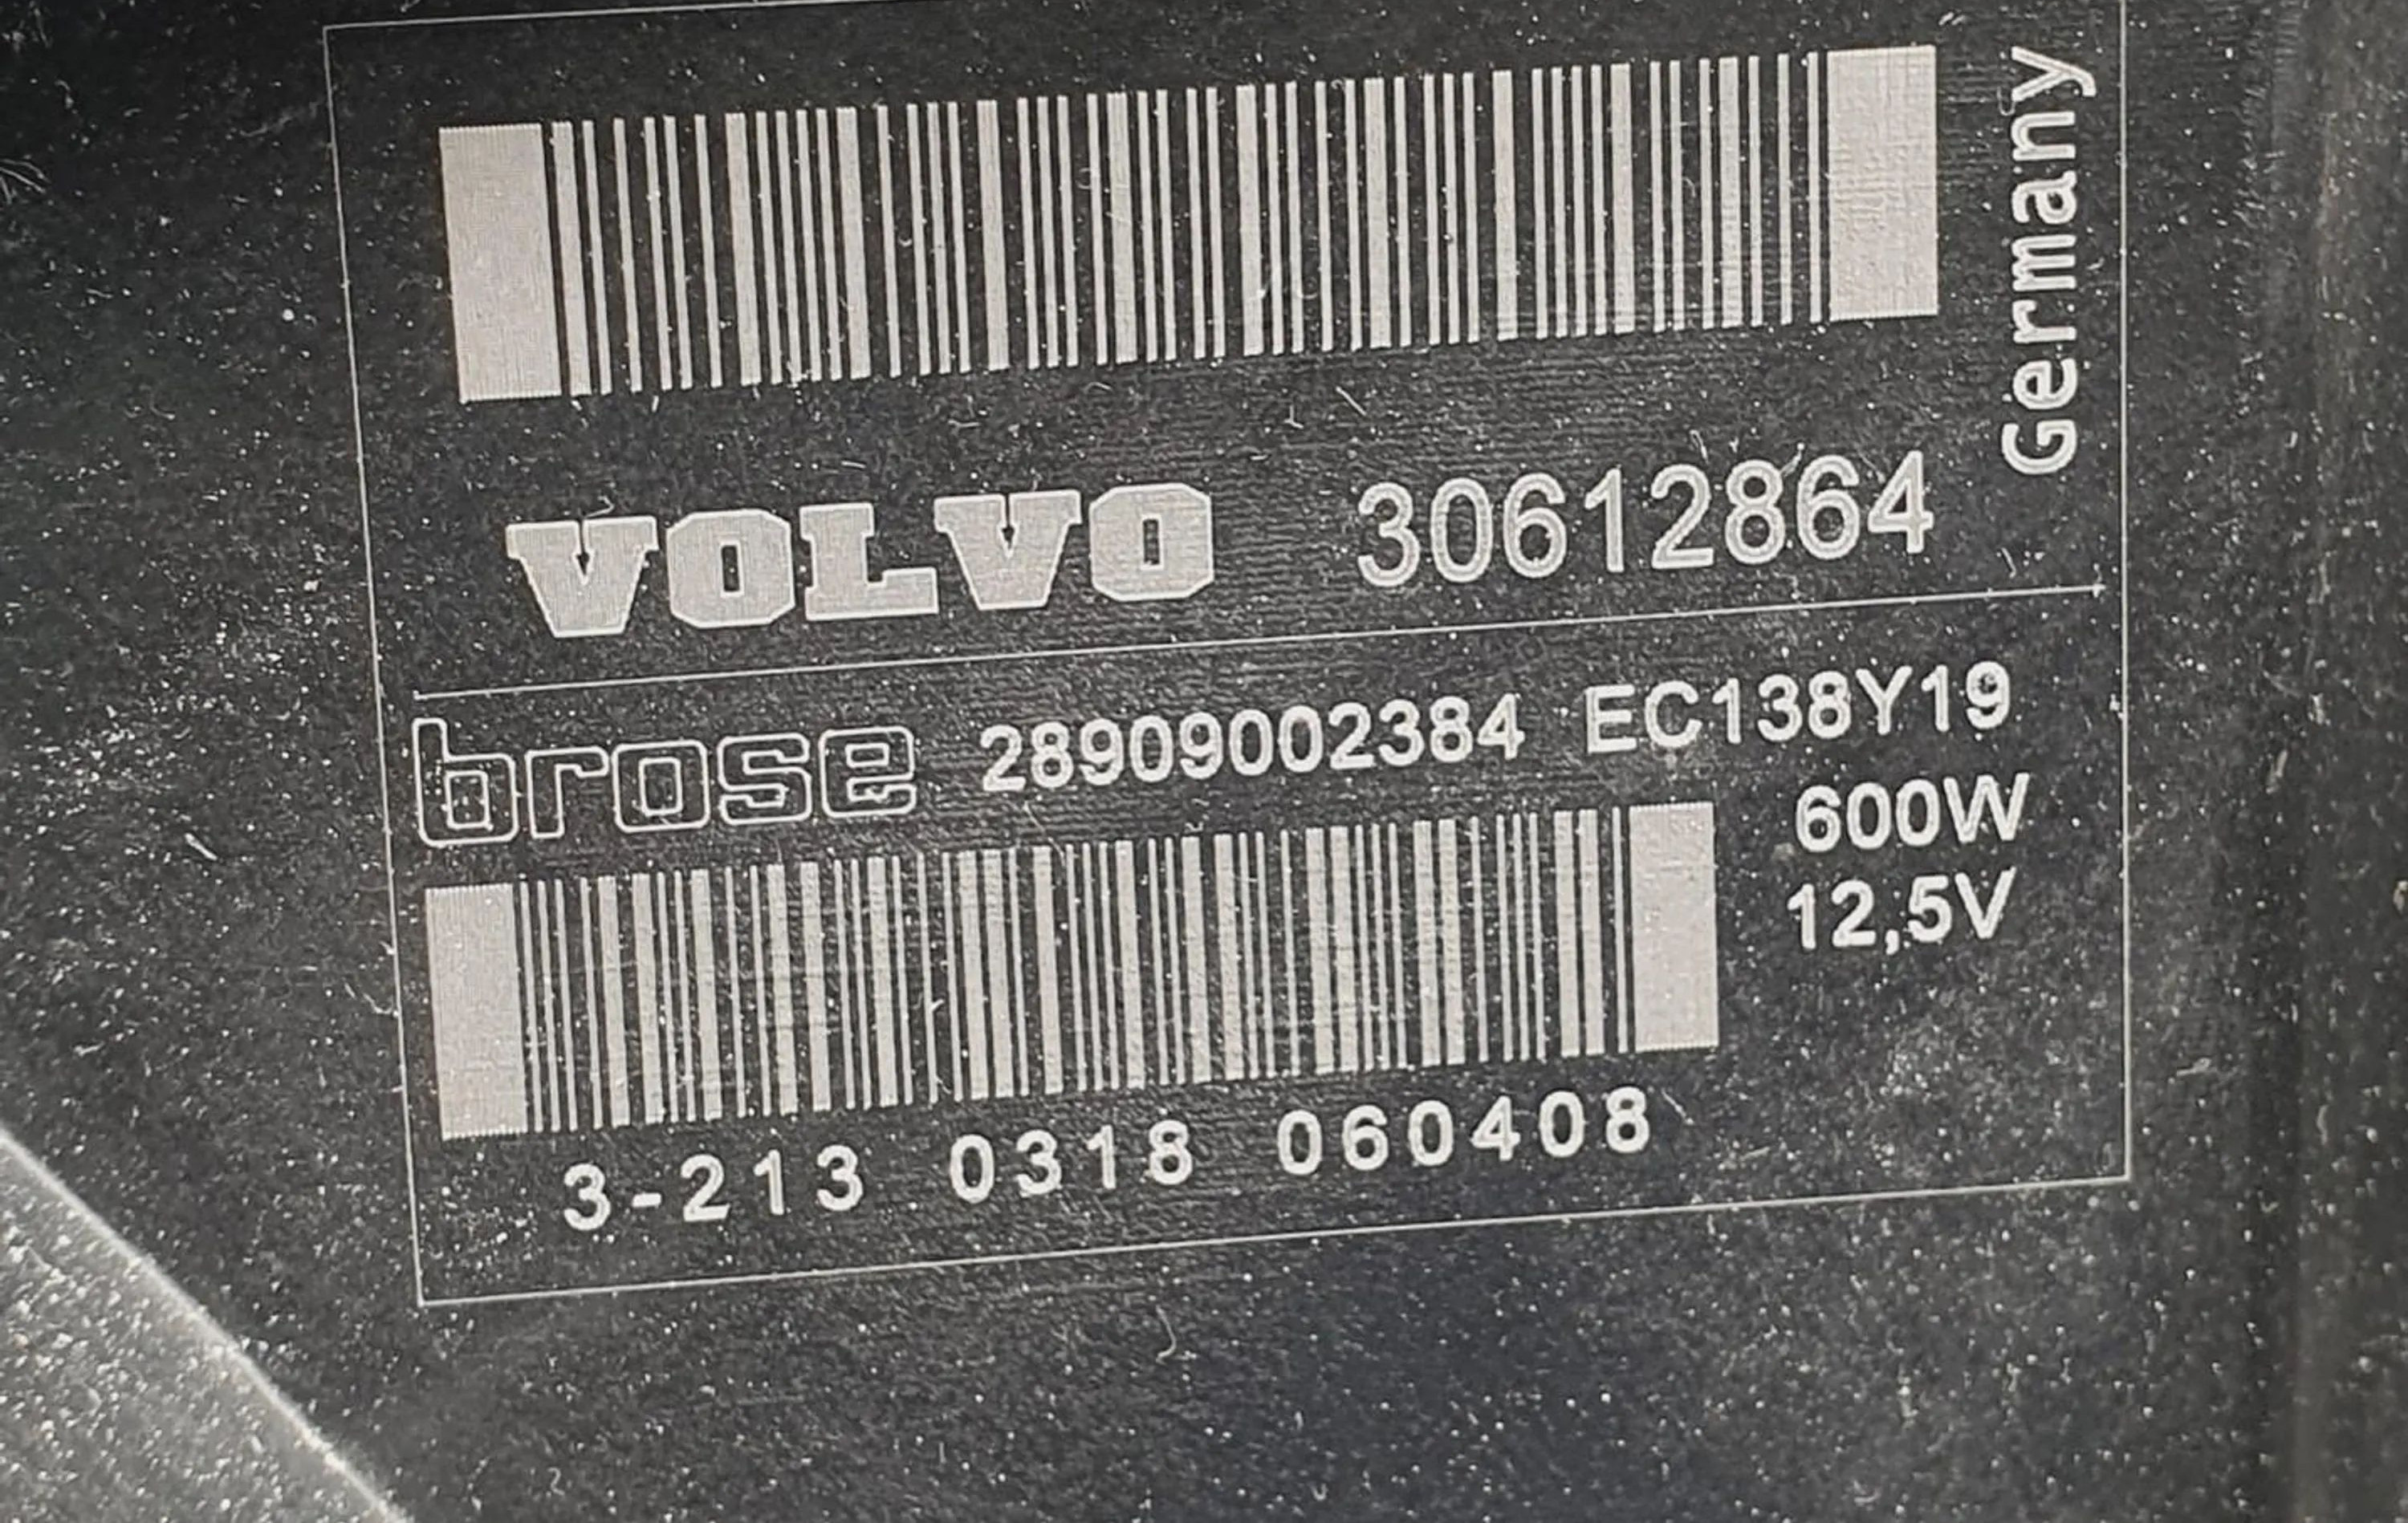 Germany
VOLVO 30612864
brose 28909002384 EC138Y19
600W
12,5V
3-213 0318 060408